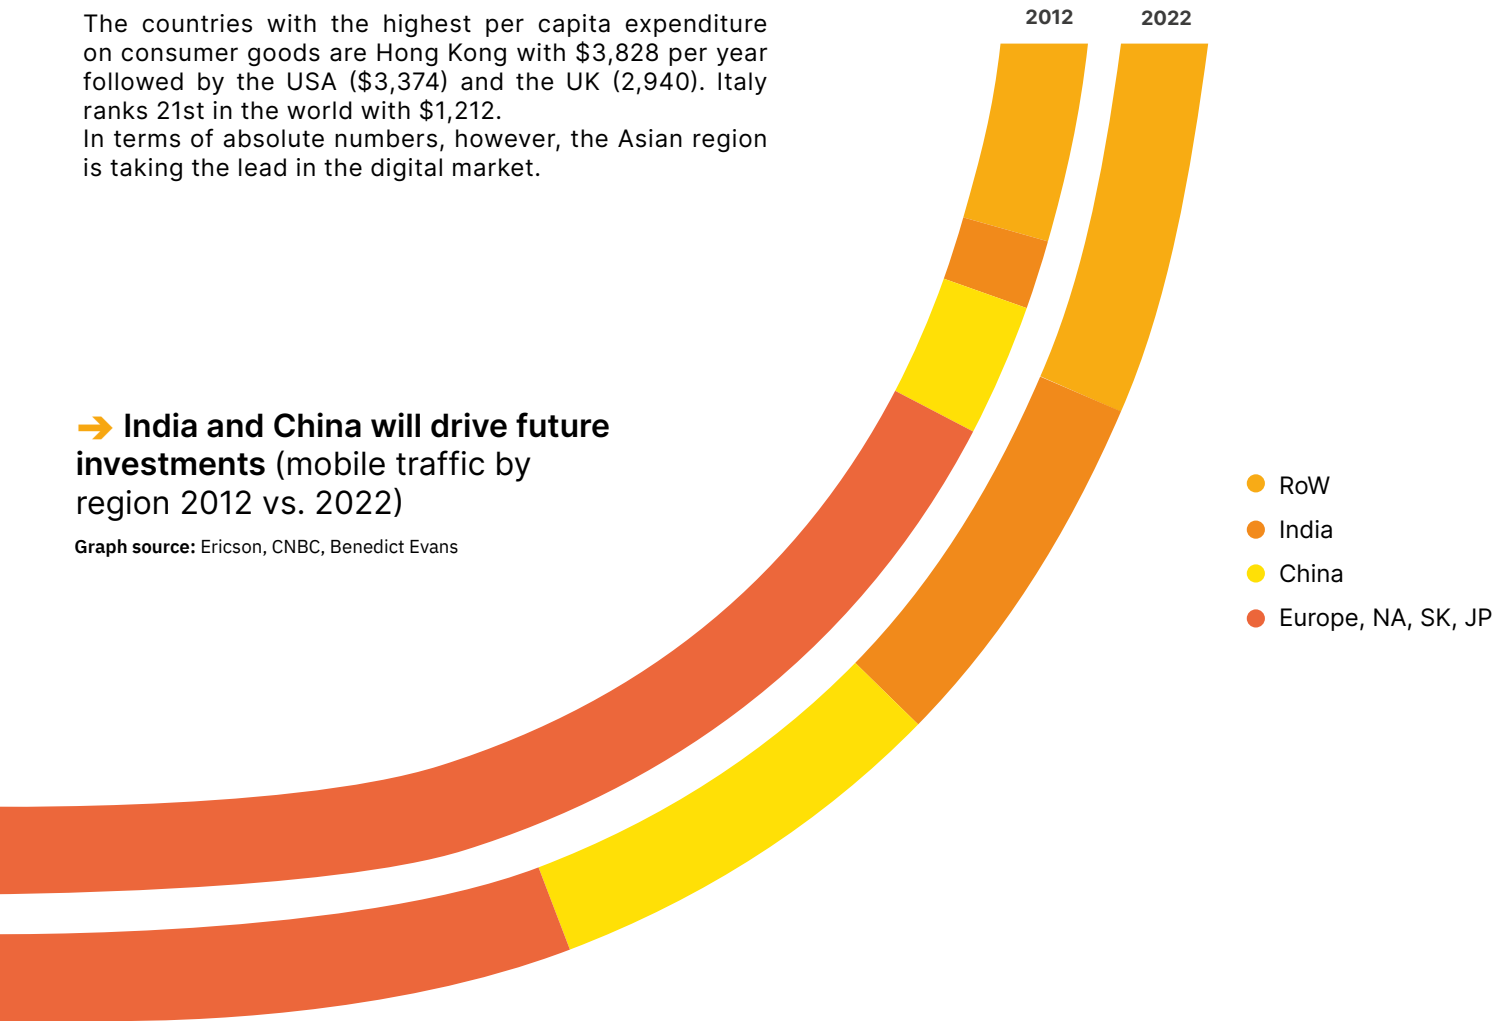 The countries with the highest per capita expenditure
on consumer goods are Hong Kong with $3,828 per year
followed by the USA ($3,374) and the UK (2,940). Italy
ranks 21st in the world with $1,212.
In terms of absolute numbers, however, the Asian region
is taking the lead in the digital market.
2012
2022
➔ India and China will drive future
investments (mobile traffic by
region 2012 vs. 2022)
Graph source: Ericson, CNBC, Benedict Evans
RoW
India
China
Europe, NA, SK, JP